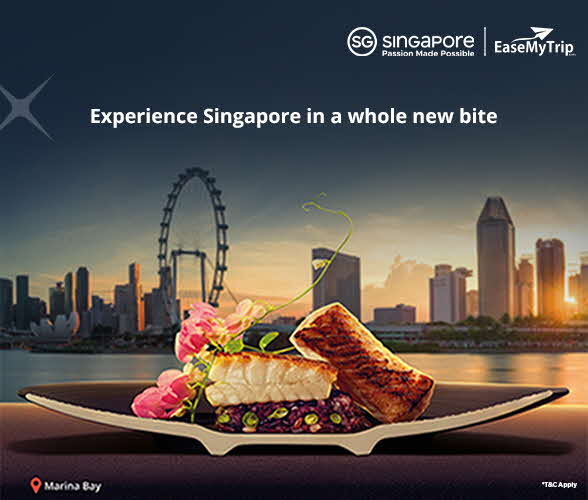 SG SINGAPORE
Passion Made Possible
EaseMyTrip
Experience Singapore in a whole new bite
Marina Bay
*T&C Apply